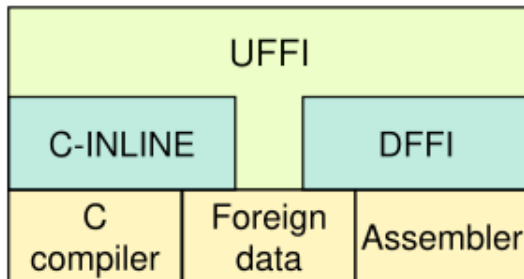 UFFI
C-INLINE
DFFI
C
compiler
Foreign
data
Assembler